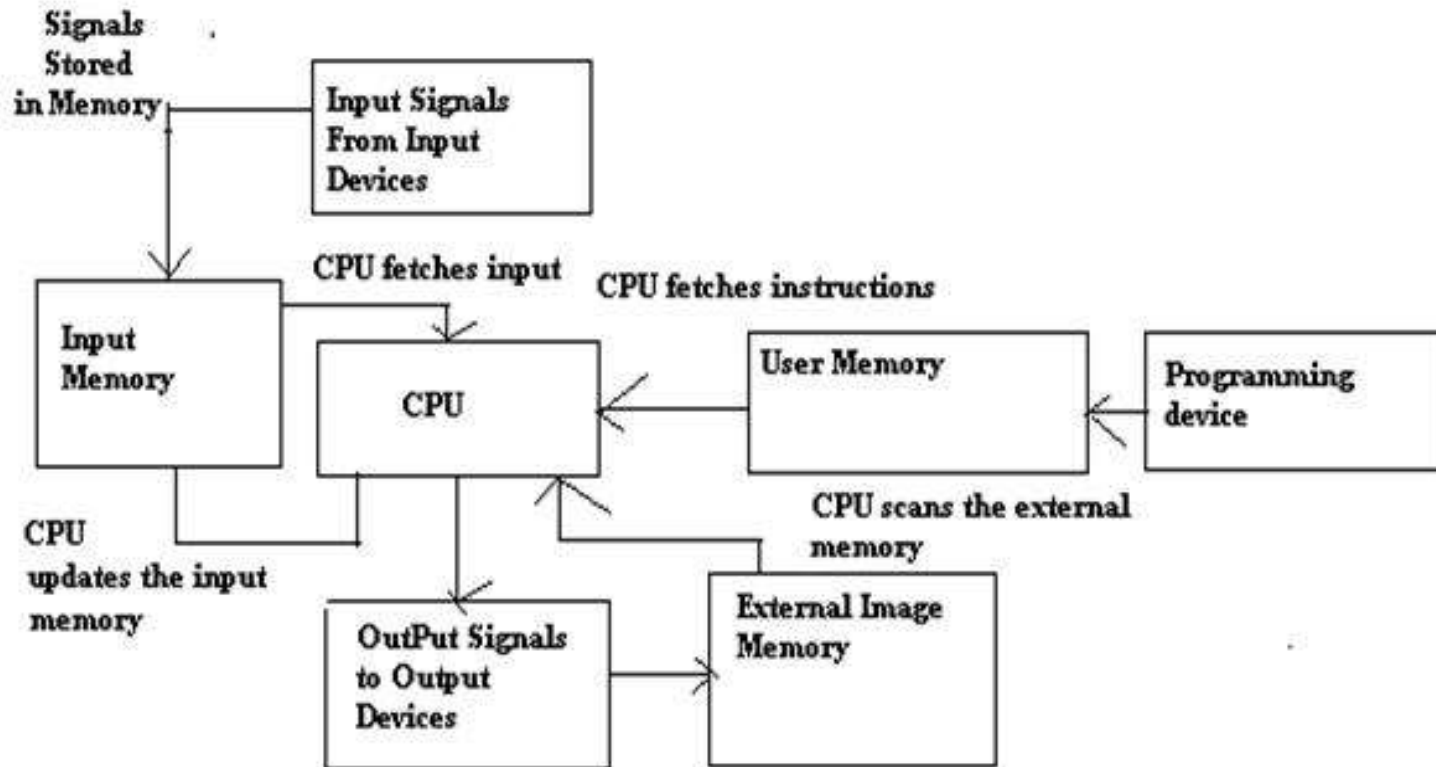 Signals
Stored
in Memory
Input Signals
From Input
Devices
CPU fetches input
CPU fetches instructions
Input
Memory
CPU
User Memory
Programming
device
CPU
updates the input
memory
CPU scans the external
memory
OutPut Signals
to Output
Devices
External Image
Memory